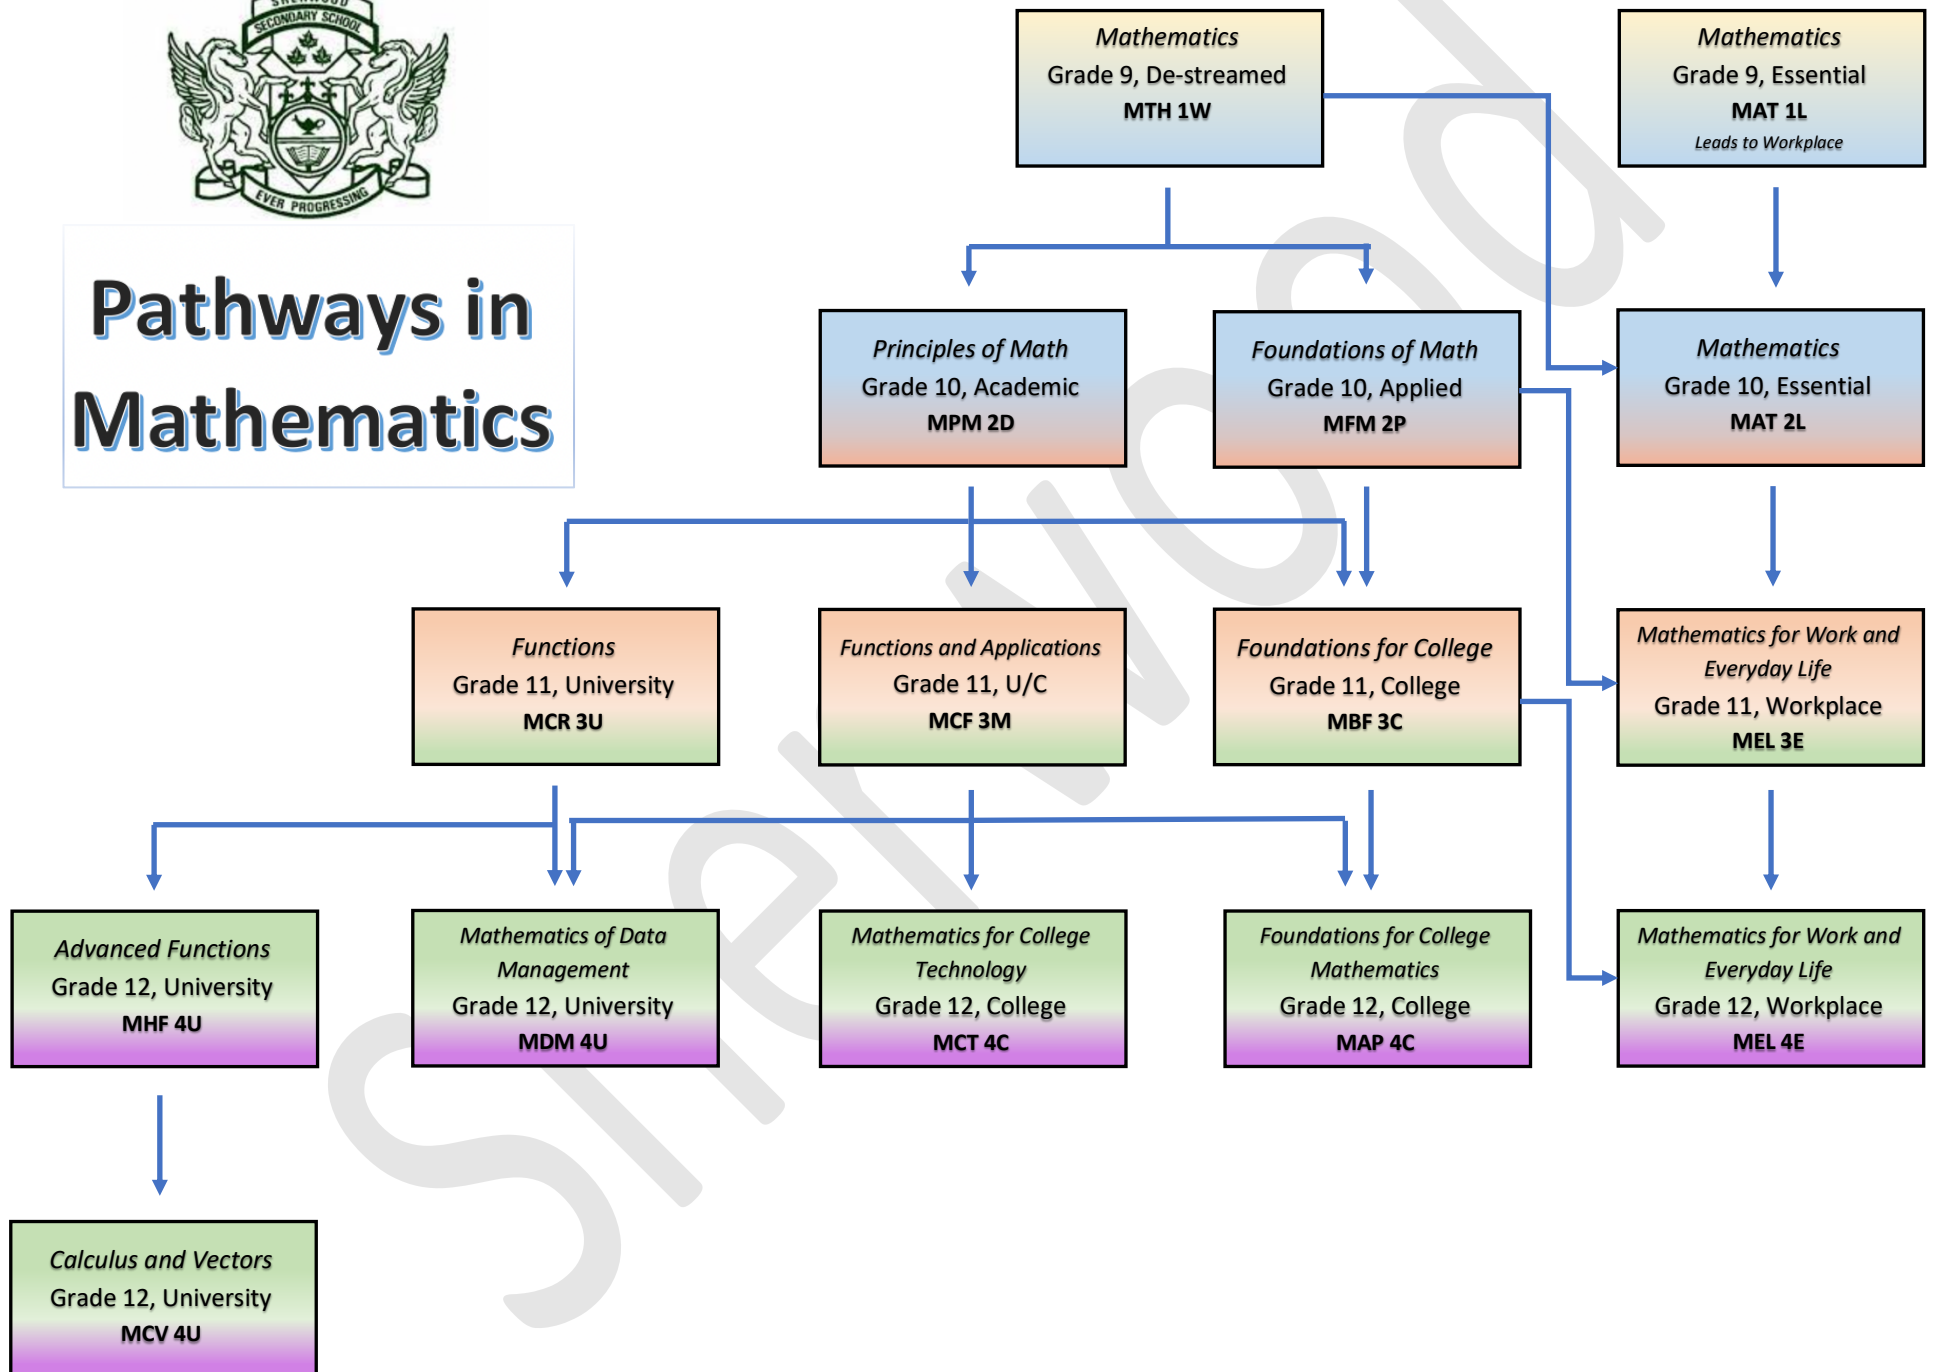 SHERWOOD
SECONDARY SCHOOL
EVER PROGRESSING
Pathways in
Mathematics
Mathematics
Grade 9, De-streamed
MTH 1W
Mathematics
Grade 9, Essential
MAT 1L
Leads to Workplace
Principles of Math
Grade 10, Academic
MPM 2D
Foundations of Math
Grade 10, Applied
MFM 2P
Mathematics
Grade 10, Essential
MAT 2L
Functions
Grade 11, University
MCR 3U
Functions and Applications
Grade 11, U/C
MCF 3M
Foundations for College
Grade 11, College
MBF 3C
Mathematics for Work and
Everyday Life
Grade 11, Workplace
MEL 3E
Advanced Functions
Grade 12, University
MHF 4U
Mathematics of Data
Management
Grade 12, University
MDM 4U
Mathematics for College
Technology
Grade 12, College
MCT 4C
Foundations for College
Mathematics
Grade 12, College
MAP 4C
Mathematics for Work and
Everyday Life
Grade 12, Workplace
MEL 4E
Calculus and Vectors
Grade 12, University
MCV 4U
Sherwood